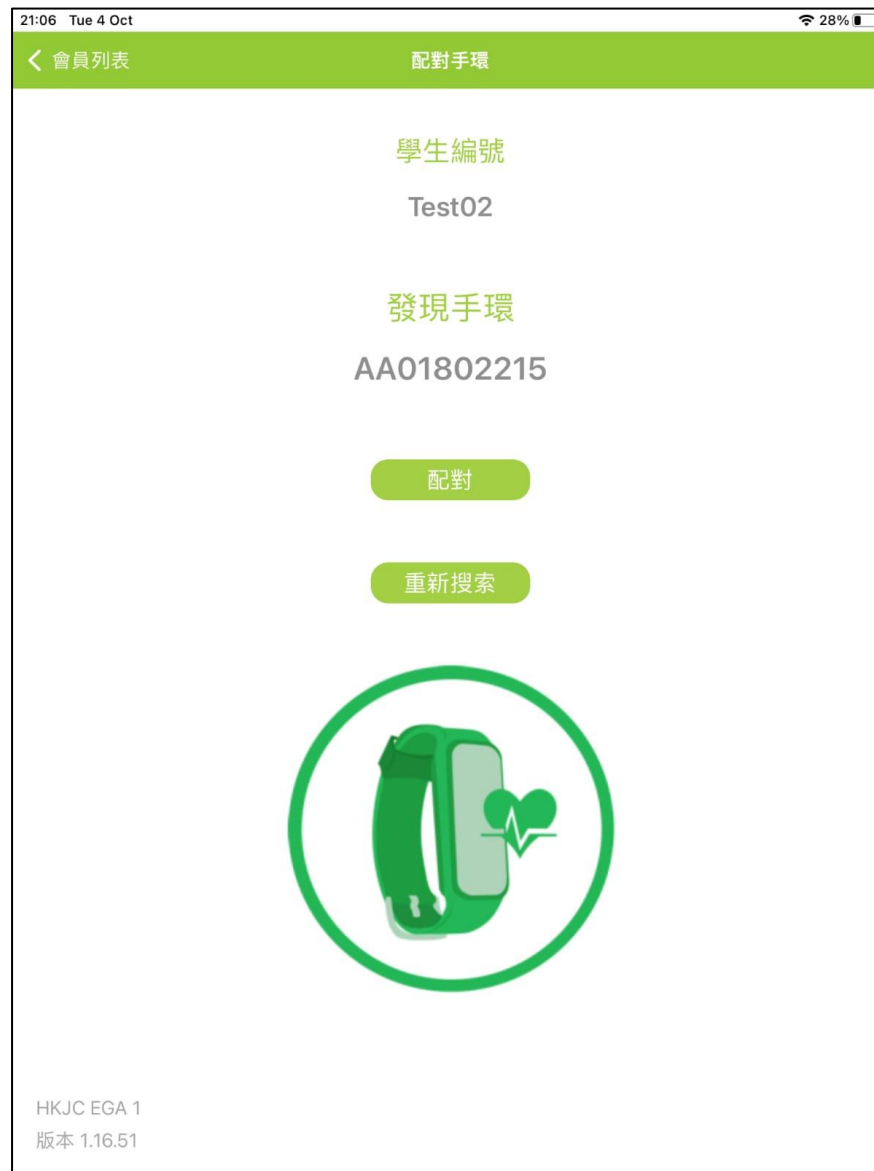 21:06 Tue 4 Oct 28%
會員列表 配對手環
學生編號
Test02
發現手環
AA01802215
配對
重新搜索
HKJC EGA 1
版本 1.16.51